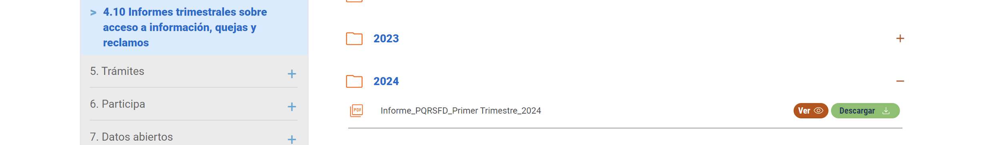 > 4.10 Informes trimestrales sobre
acceso a información, quejas y
reclamos
5. Trámites +
6. Participa +
7. Datos abiertos +
2023 +
2024 −
PDF Informe_PQRSFD_Primer Trimestre_2024 Ver Descargar